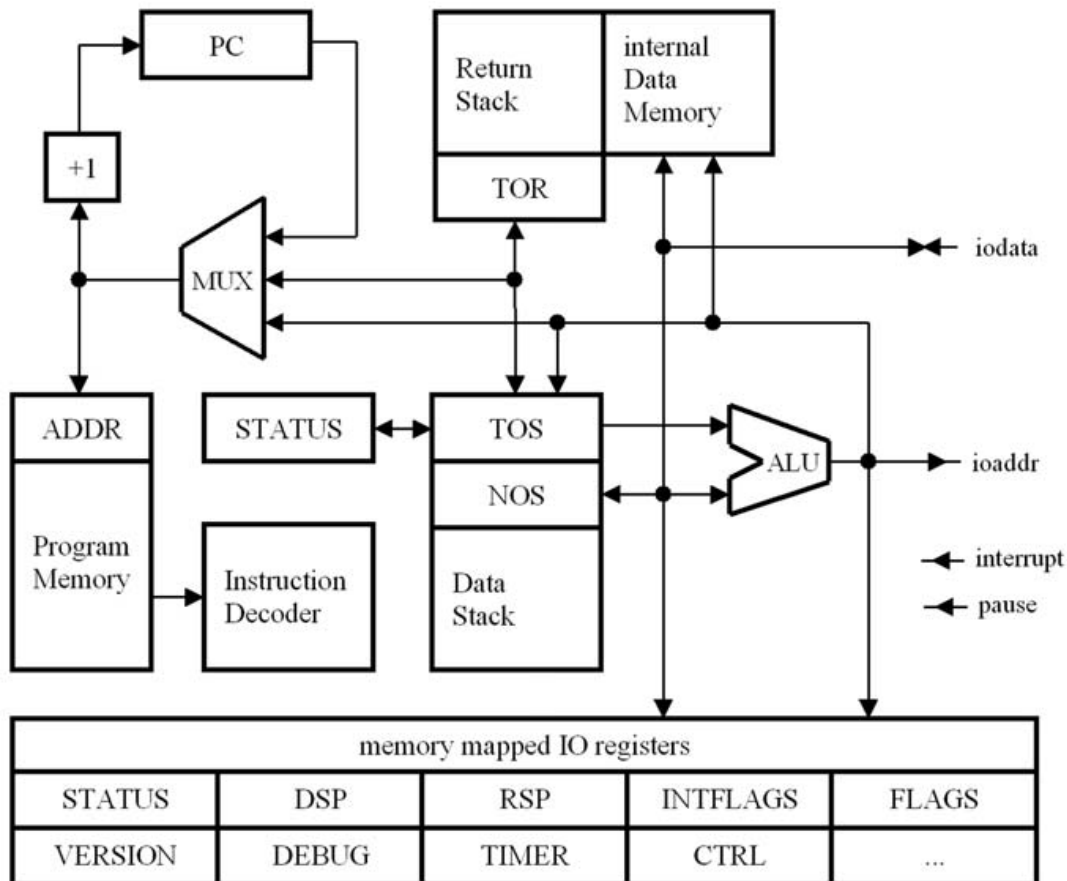 PC
Return
Stack
internal
Data
Memory
+1
TOR
MUX
iodata
ADDR
STATUS
TOS
ALU
ioaddr
NOS
Program
Memory
Instruction
Decoder
Data
Stack
interrupt
pause
memory mapped IO registers
STATUS DSP RSP INTFLAGS FLAGS
VERSION DEBUG TIMER CTRL ...